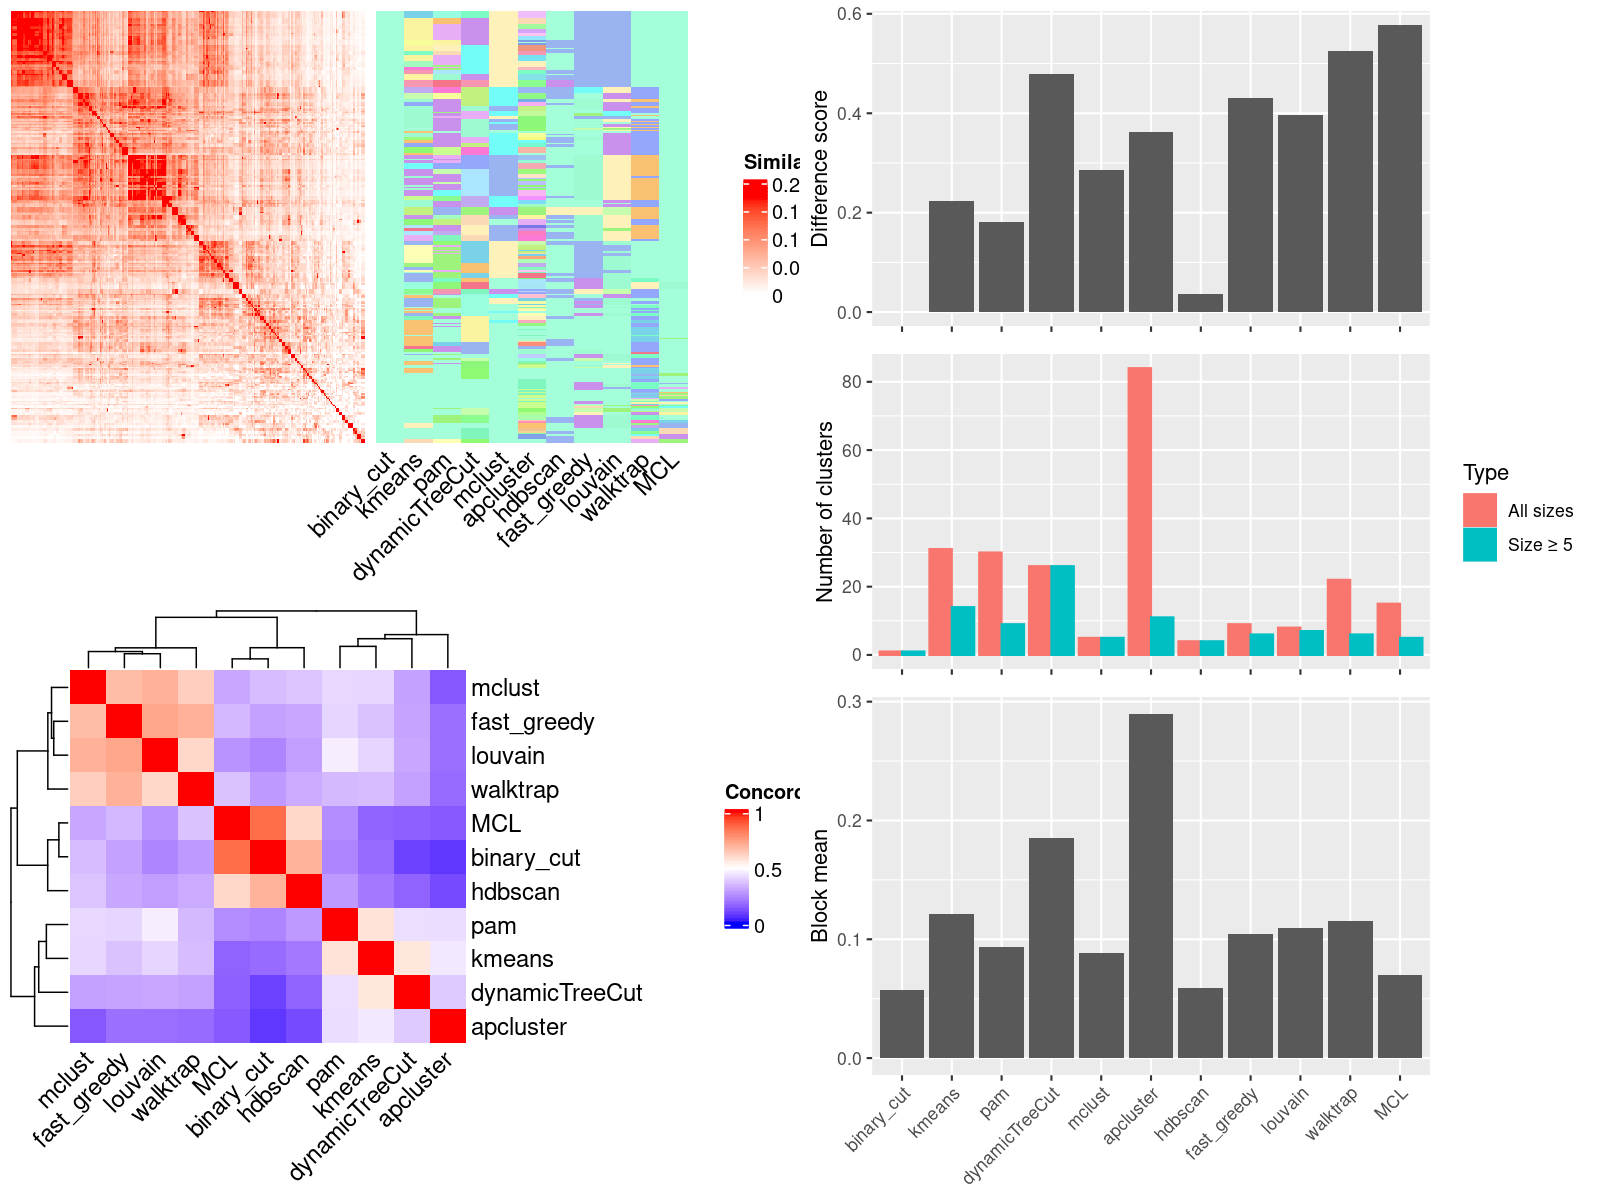 Simila
0.2
0.1
0.1
0.0
0
binary_cut
kmeans
pam
dynamicTreeCut
mclust
apcluster
hdbscan
fast_greedy
louvain
walktrap
MCL
mclust
fast_greedy
louvain
walktrap
MCL
binary_cut
hdbscan
pam
kmeans
dynamicTreeCut
apcluster
mclust
fast_greedy
louvain
walktrap
MCL
binary_cut
hdbscan
pam
kmeans
dynamicTreeCut
apcluster
Concord
1
0.5
0
Difference score
0.6
0.4
0.2
0.0
Number of clusters
80
60
40
20
0
Type
All sizes
Size ≥ 5
Block mean
0.3
0.2
0.1
0.0
binary_cut
kmeans
pam
dynamicTreeCut
mclust
apcluster
hdbscan
fast_greedy
louvain
walktrap
MCL